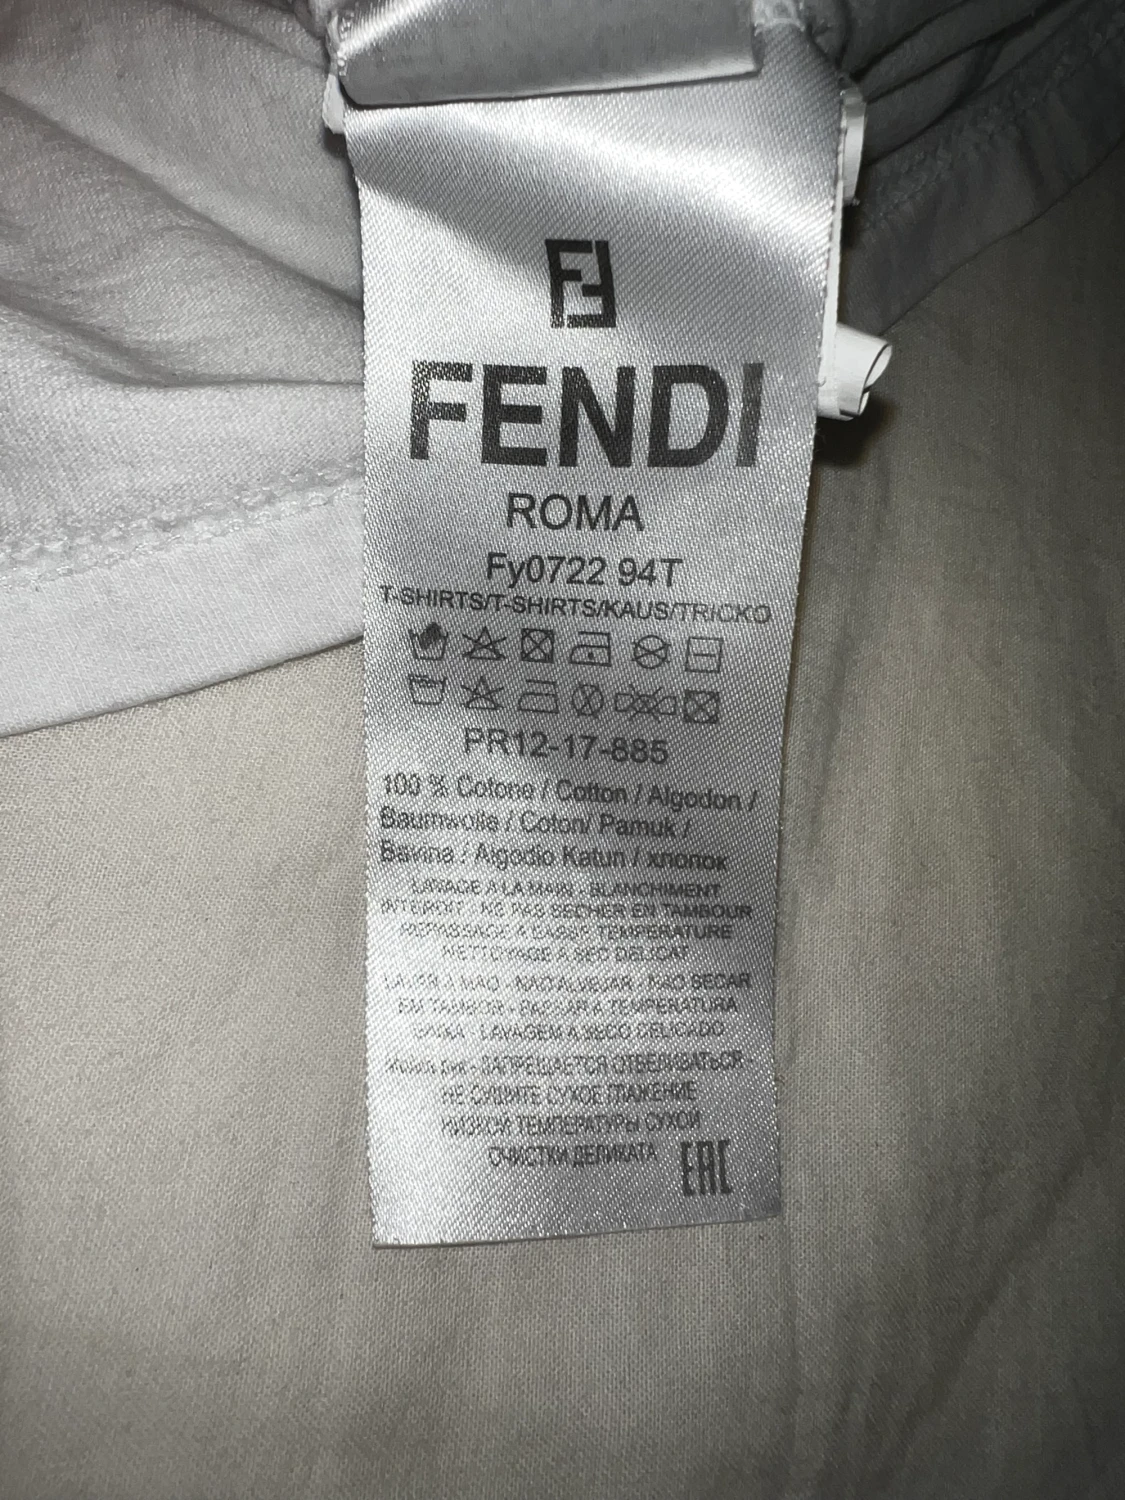 FENDI
ROMA
Fy0722 94T
T-SHIRTS/T-SHIRTS/KAUS/TRICKO
PR12-17-885
100 % Cotone / Cotton / Algodon /
Baumwolle / Coton/ Pamuk /
Bavlna / Algodio Katun / хлопок
LAVAGE A LA MAIN - BLANCHIMENT
INTERDIT - NE PAS SECHER EN TAMBOUR
REPASSAGE A BASSE TEMPERATURE
NETTOYAGE A SEC DELICAT
LAVAR A MAO - NAO ALVEJAR - NAO SECAR
EM TAMBOR - PASSAR A TEMPERATURA
BAIXA - LAVAGEM A SECO DELICADO
ЗАПРЕЩАЕТСЯ ОТБЕЛИВАТЬСЯ -
НЕ СУШИТЕ СУХОЕ ГЛАЖЕНИЕ
НИЗКОЙ ТЕМПЕРАТУРЫ СУХОЙ
ОЧИСТКИ ДЕЛИКАТА EAC